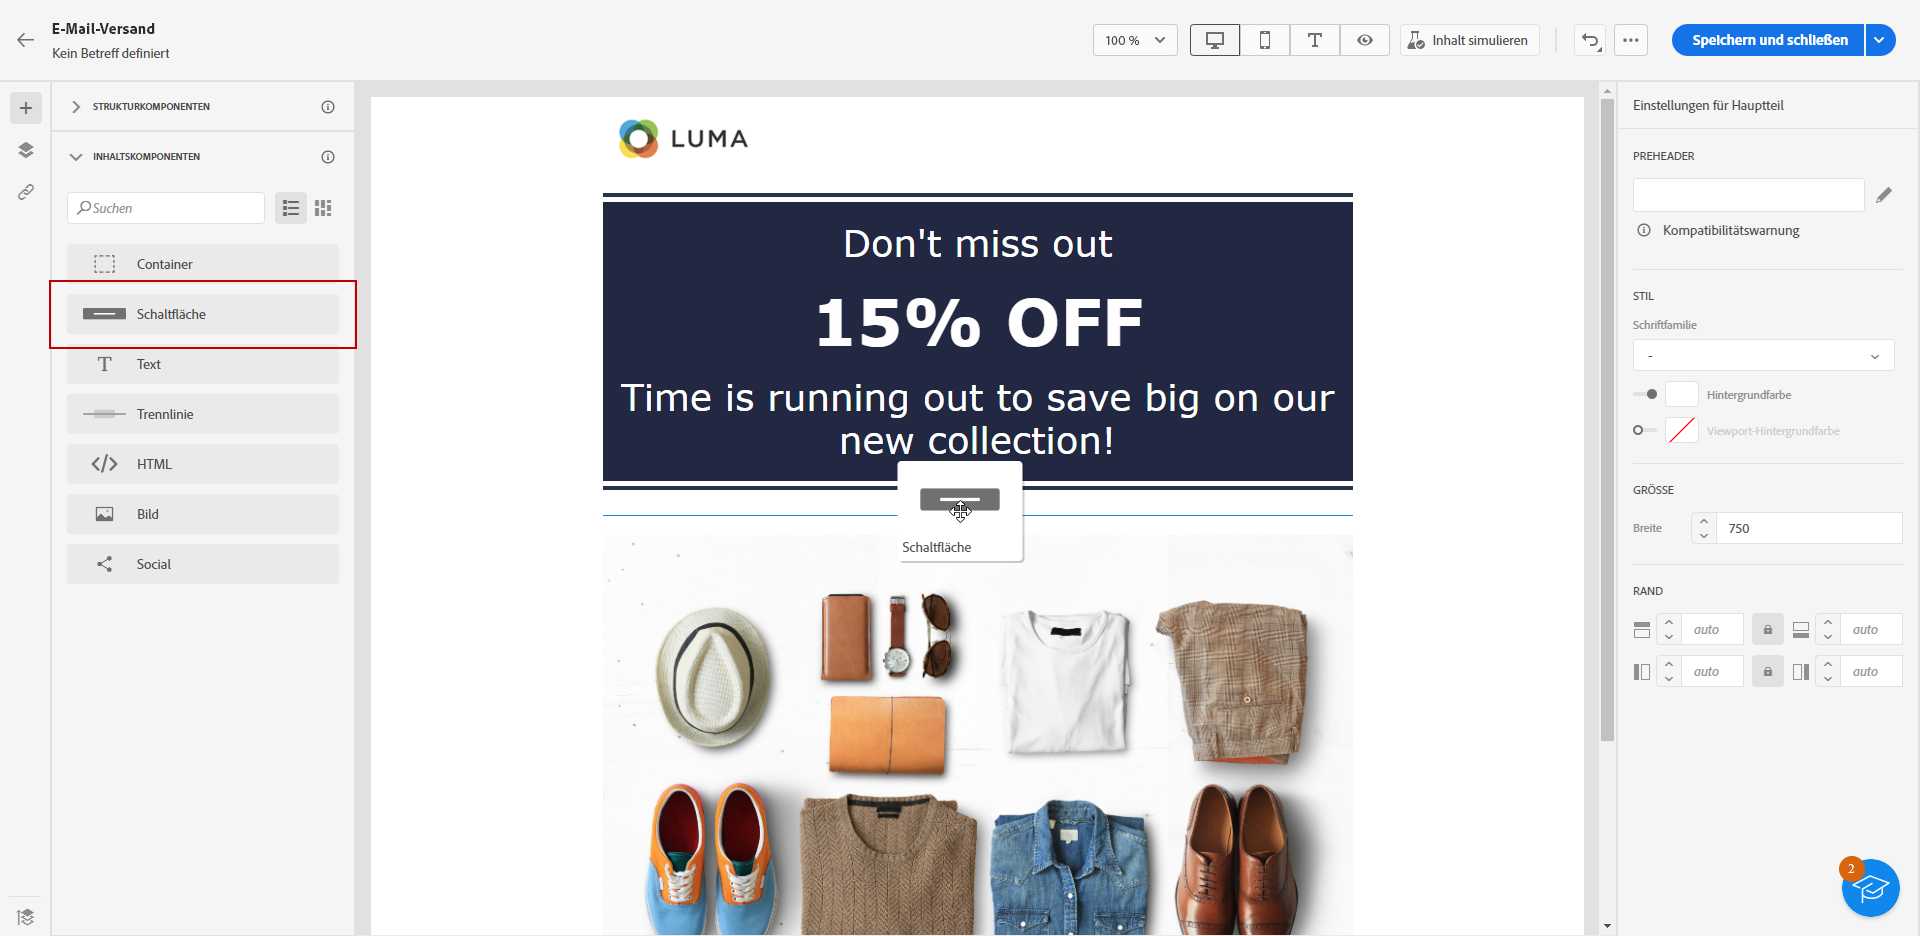 E-Mail-Versand
Kein Betreff definiert
100 %
Inhalt simulieren
Speichern und schließen
STRUKTURKOMPONENTEN
INHALTSKOMPONENTEN
Suchen
Container
Schaltfläche
Text
Trennlinie
HTML
Bild
Social
LUMA
Don't miss out
15% OFF
Time is running out to save big on our
new collection!
Schaltfläche
Einstellungen für Hauptteil
PREHEADER
Kompatibilitätswarnung
STIL
Schriftfamilie
-
Hintergrundfarbe
Viewport-Hintergrundfarbe
GRÖSSE
Breite
750
RAND
auto
auto
auto
auto
2